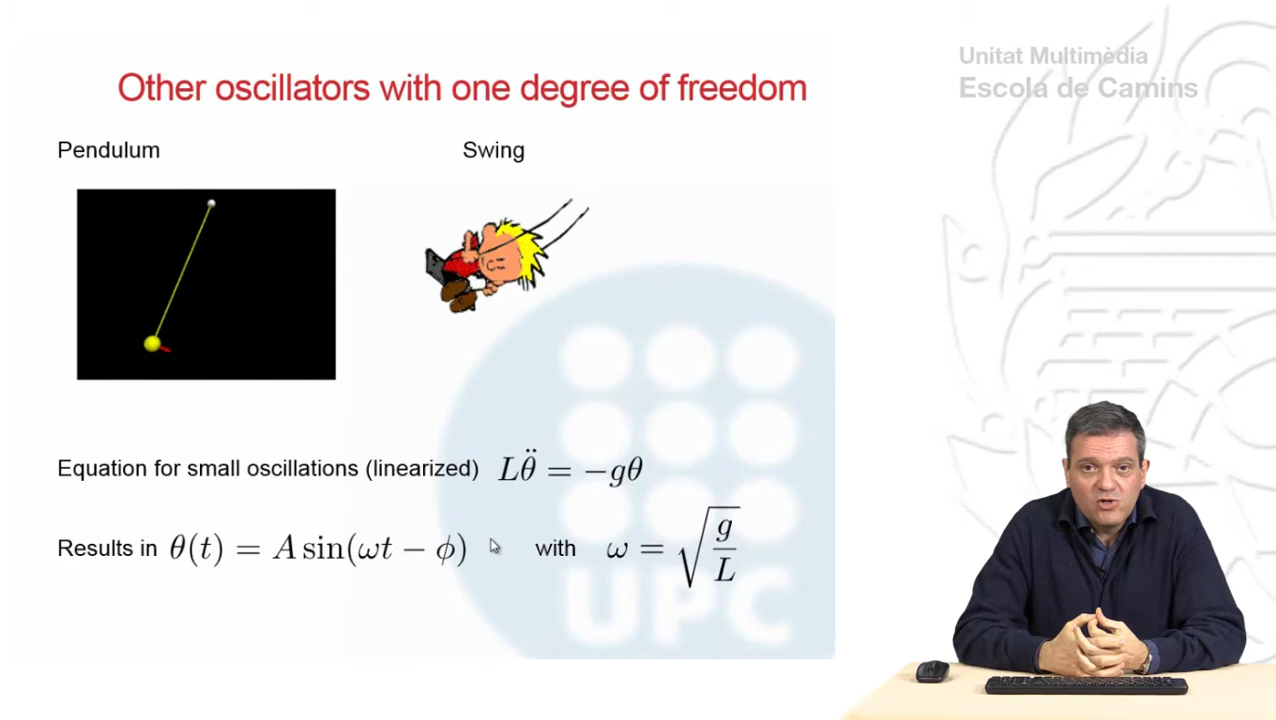 Unitat Multimèdia
Escola de Camins
Other oscillators with one degree of freedom
Pendulum Swing
Equation for small oscillations (linearized) $L\ddot{\theta} = -g\theta$
Results in $\theta(t) = A\sin(\omega t - \phi)$ with $\omega = \sqrt{\frac{g}{L}}$
UPC